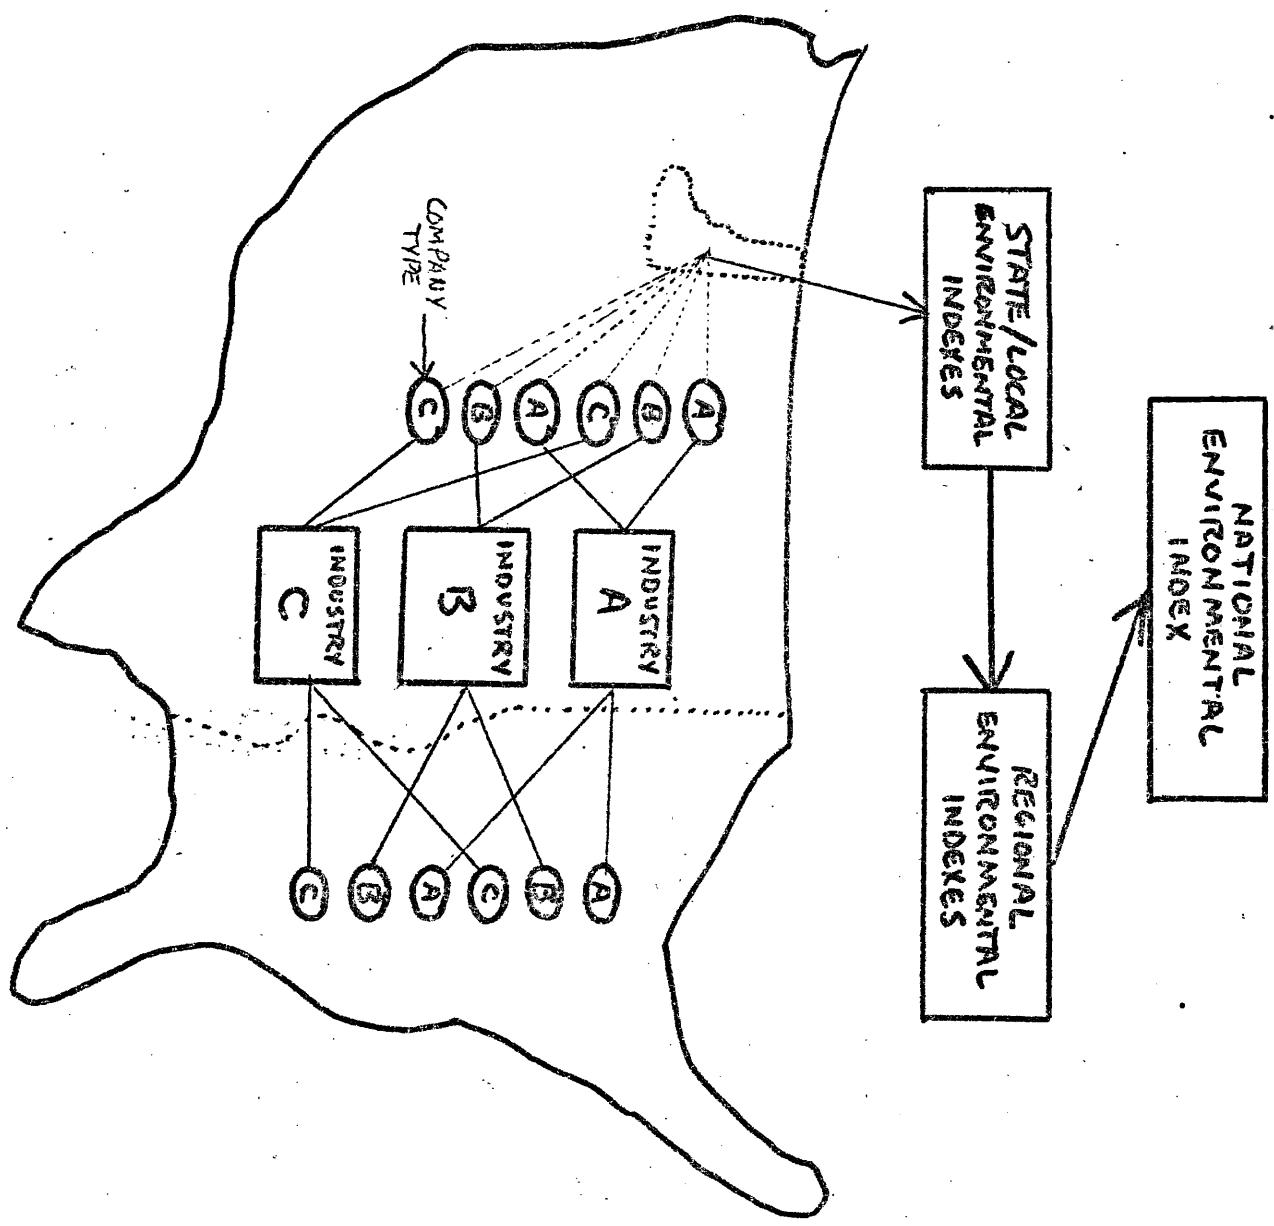 NATIONAL
ENVIRONMENTAL
INDEX
STATE/LOCAL
ENVIRONMENTAL
INDEXES
REGIONAL
ENVIRONMENTAL
INDEXES
A
B
C
A
B
C
COMPANY
TYPE
INDUSTRY
A
INDUSTRY
B
INDUSTRY
C
A
B
C
A
B
C